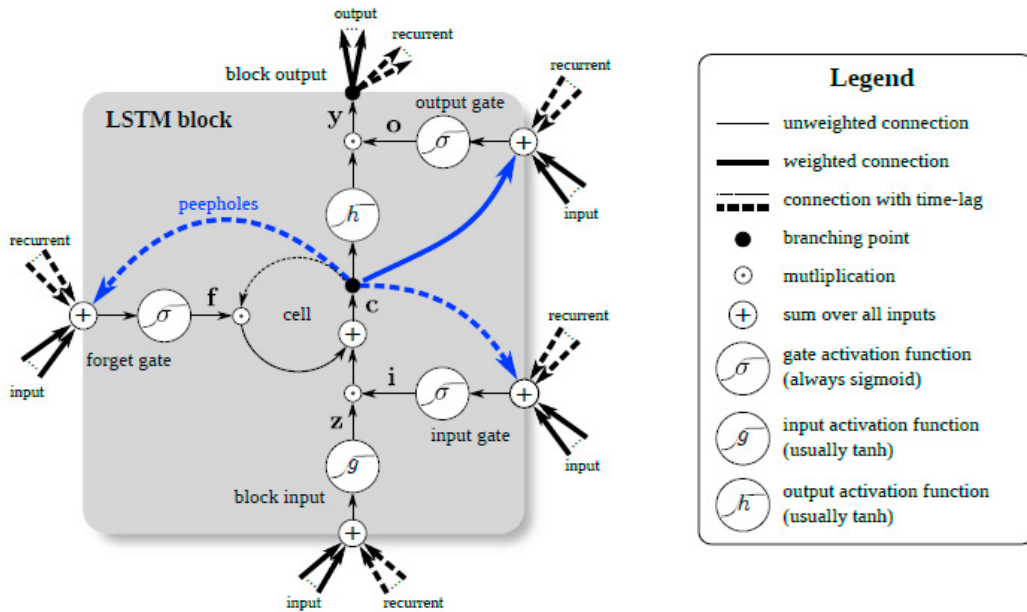 output
recurrent
block output
recurrent
LSTM block
y
o
output gate
σ
+
h
input
peepholes
recurrent
f
c
σ
+
cell
+
recurrent
forget gate
i
σ
+
input
z
input gate
g
input
block input
+
input
recurrent
Legend
unweighted connection
weighted connection
connection with time-lag
branching point
mutliplication
+
sum over all inputs
σ
gate activation function
(always sigmoid)
g
input activation function
(usually tanh)
h
output activation function
(usually tanh)